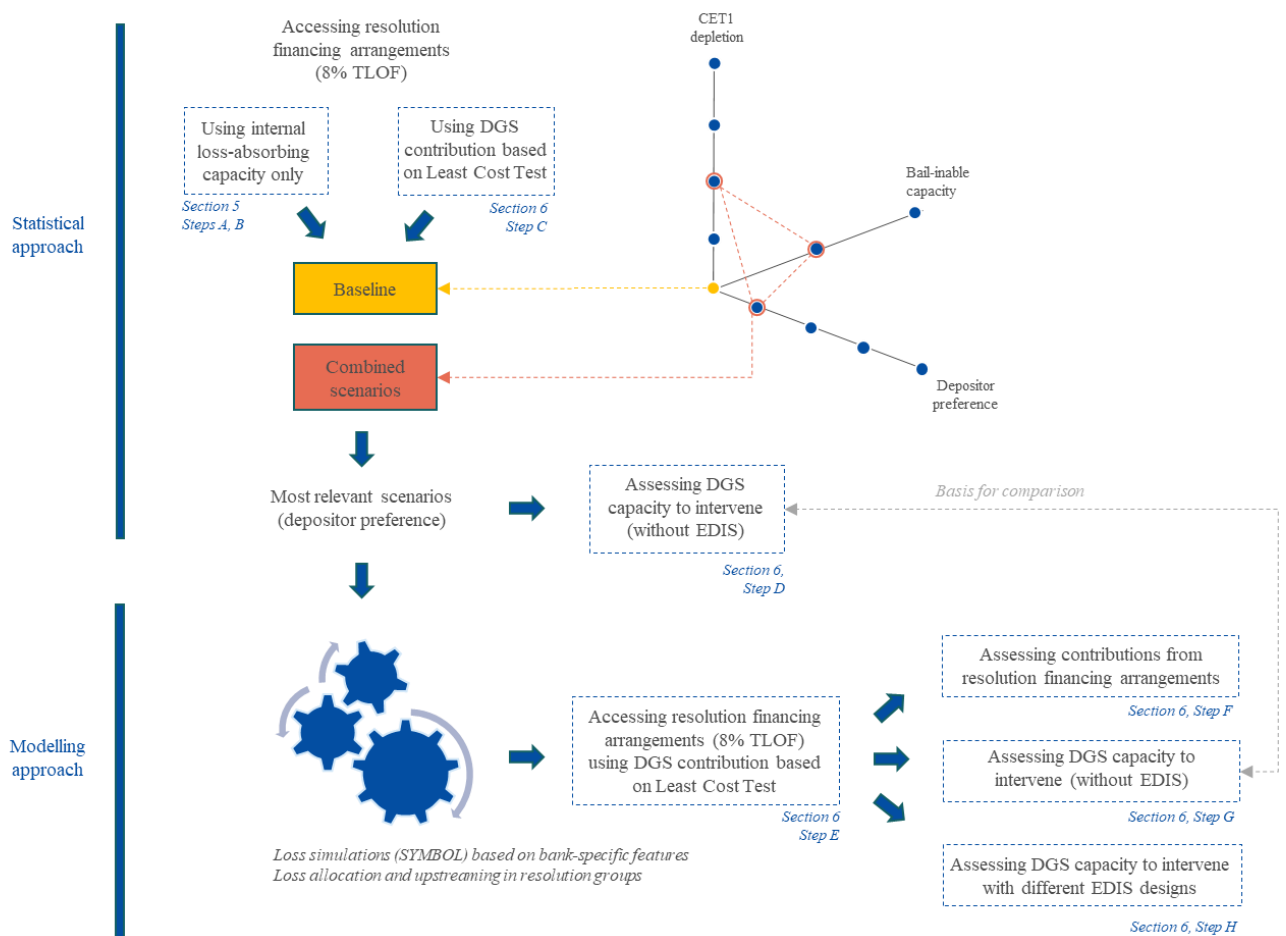 Statistical
approach
Accessing resolution
financing arrangements
(8% TLOF)
Using internal
loss-absorbing
capacity only
Section 5
Steps A, B
Using DGS
contribution based
on Least Cost Test
Section 6
Step C
Baseline
Combined
scenarios
CET1
depletion
Bail-inable
capacity
Depositor
preference
Most relevant scenarios
(depositor preference)
Assessing DGS
capacity to intervene
(without EDIS)
Section 6,
Step D
Basis for comparison
Modelling
approach
Loss simulations (SYMBOL) based on bank-specific features
Loss allocation and upstreaming in resolution groups
Accessing resolution financing
arrangements (8% TLOF)
using DGS contribution based
on Least Cost Test
Section 6
Step E
Assessing contributions from
resolution financing arrangements
Section 6, Step F
Assessing DGS capacity to
intervene (without EDIS)
Section 6, Step G
Assessing DGS capacity to intervene
with different EDIS designs
Section 6, Step H